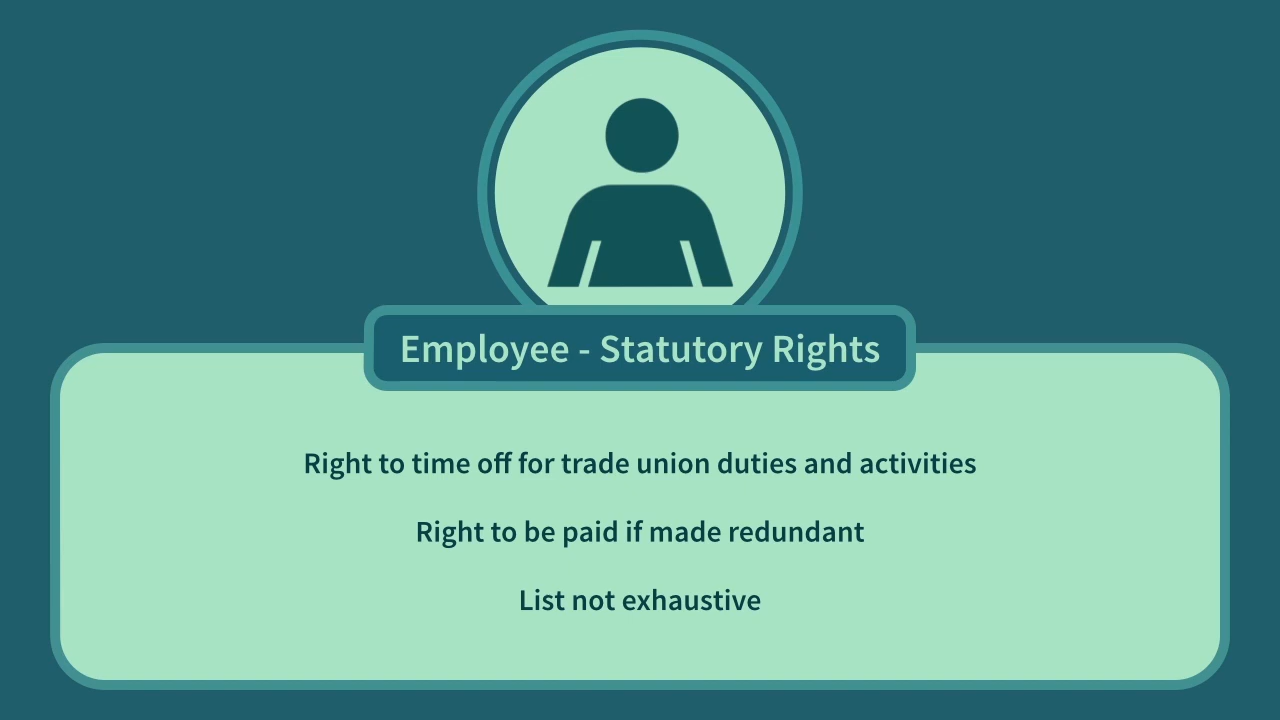 Employee - Statutory Rights
Right to time off for trade union duties and activities
Right to be paid if made redundant
List not exhaustive